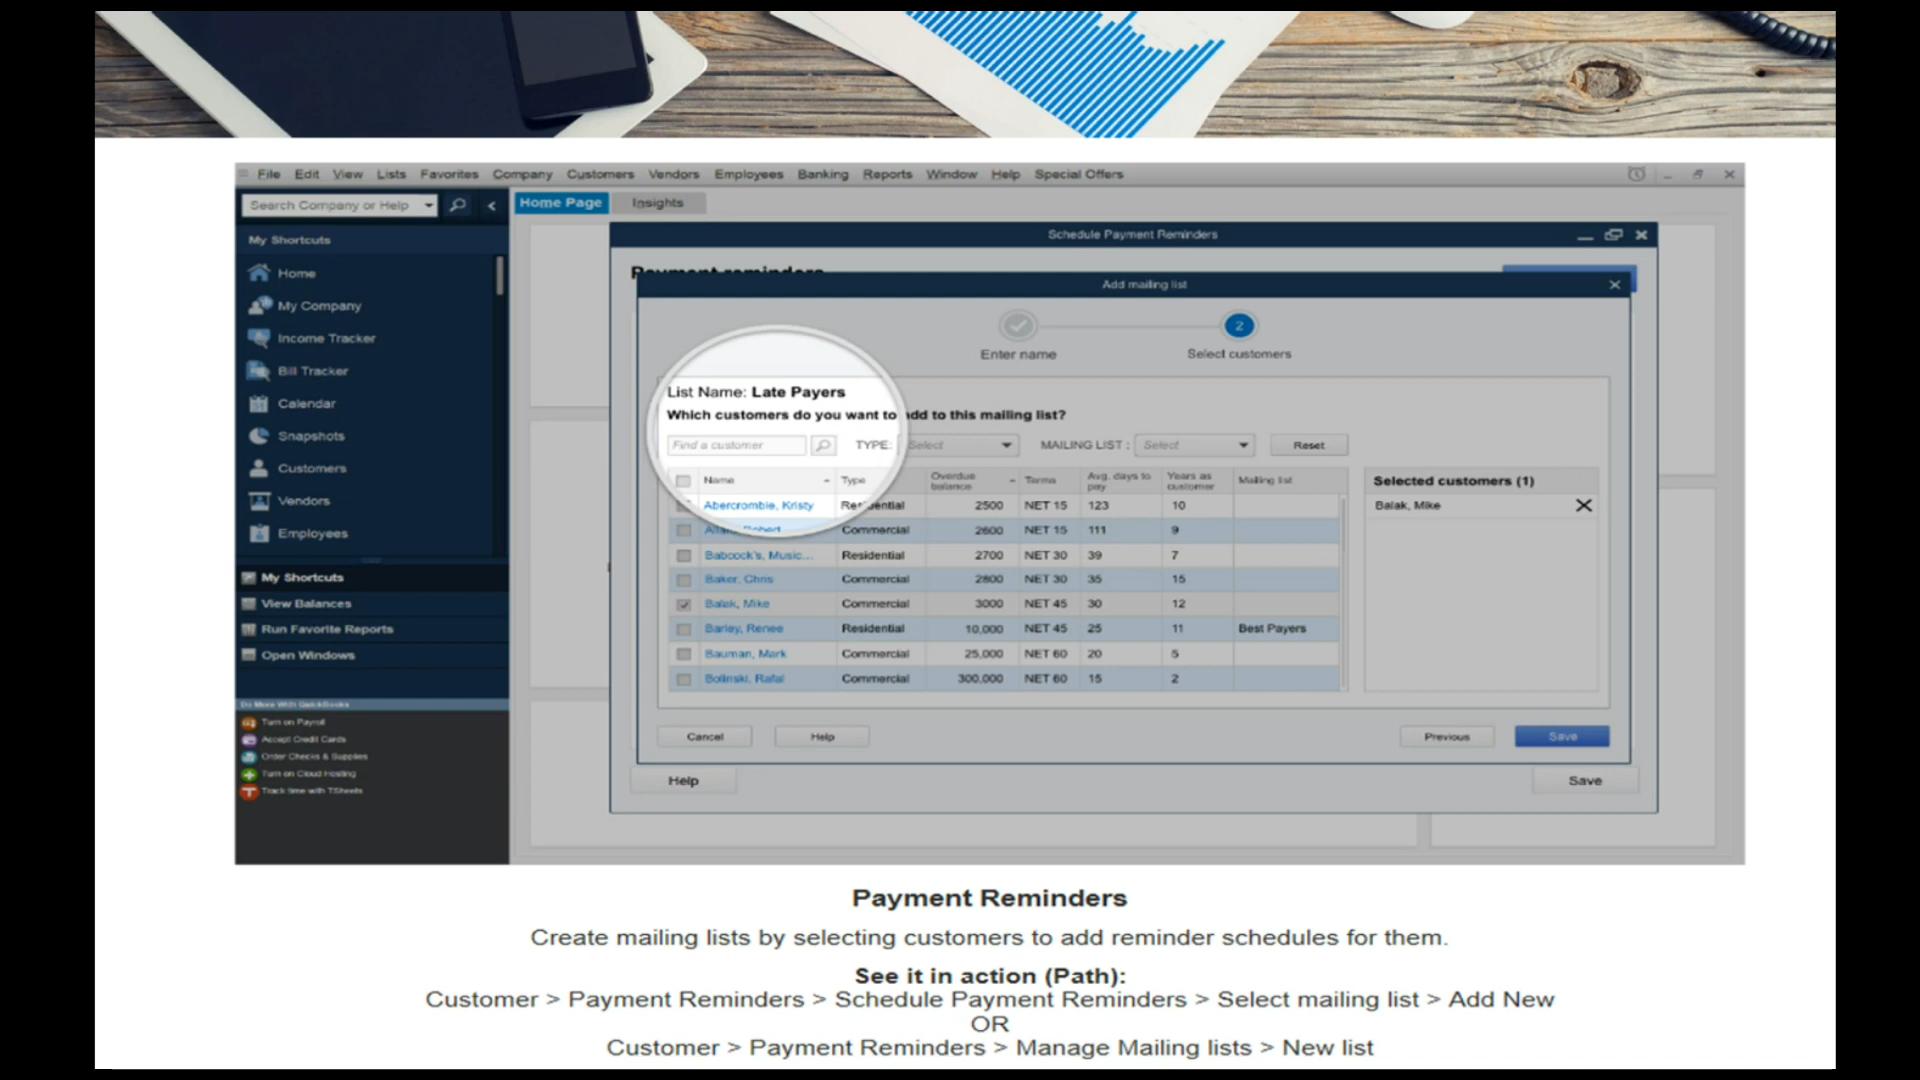 File Edit View Lists Favorites Company Customers Vendors Employees Banking Reports Window Help Special Offers
Search Company or Help
Home Page Insights
My Shortcuts
Home
My Company
Income Tracker
Bill Tracker
Calendar
Snapshots
Customers
Vendors
Employees
My Shortcuts
View Balances
Run Favorite Reports
Open Windows
Do More With QuickBooks
Turn on Payroll
Accept Credit Cards
Order Checks & Supplies
Turn on Cloud Hosting
Track time with TSheets
Schedule Payment Reminders
Payment reminders
Add mailing list
2
Enter name Select customers
List Name: Late Payers
Which customers do you want to add to this mailing list?
Find a customer TYPE: Select MAILING LIST : Select Reset
Name Type Overdue balance Terms Avg. days to pay Years as customer Mailing list
Abercrombie, Kristy Residential 2500 NET 15 123 10
Robert Commercial 2600 NET 15 111 9
Babcock's, Music... Residential 2700 NET 30 39 7
Baker, Chris Commercial 2800 NET 30 35 15
Balak, Mike Commercial 3000 NET 45 30 12
Barley, Renee Residential 10,000 NET 45 25 11 Best Payers
Bauman, Mark Commercial 25,000 NET 60 20 5
Bolinski, Rafal Commercial 300,000 NET 60 15 2
Selected customers (1)
Balak, Mike
Cancel Help Previous Save
Help Save
Payment Reminders
Create mailing lists by selecting customers to add reminder schedules for them.
See it in action (Path):
Customer > Payment Reminders > Schedule Payment Reminders > Select mailing list > Add New
OR
Customer > Payment Reminders > Manage Mailing lists > New list